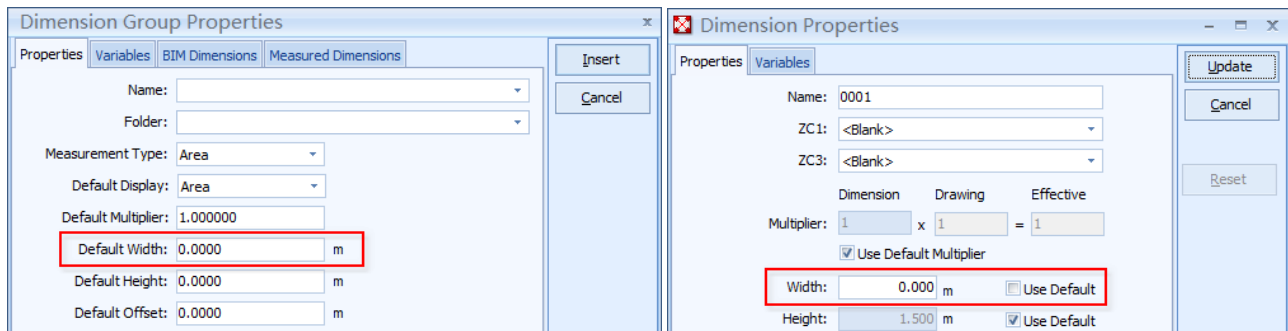 Dimension Group Properties
x
Properties Variables BIM Dimensions Measured Dimensions
Insert
Cancel
Name:
Folder:
Measurement Type: Area
Default Display: Area
Default Multiplier: 1.000000
Default Width: 0.0000 m
Default Height: 0.0000 m
Default Offset: 0.0000 m
Dimension Properties
Properties Variables
Update
Cancel
Reset
Name: 0001
ZC1: <Blank>
ZC3: <Blank>
Dimension Drawing Effective
Multiplier: 1 x 1 = 1
Use Default Multiplier
Width: 0.000 m Use Default
Height: 1.500 m Use Default